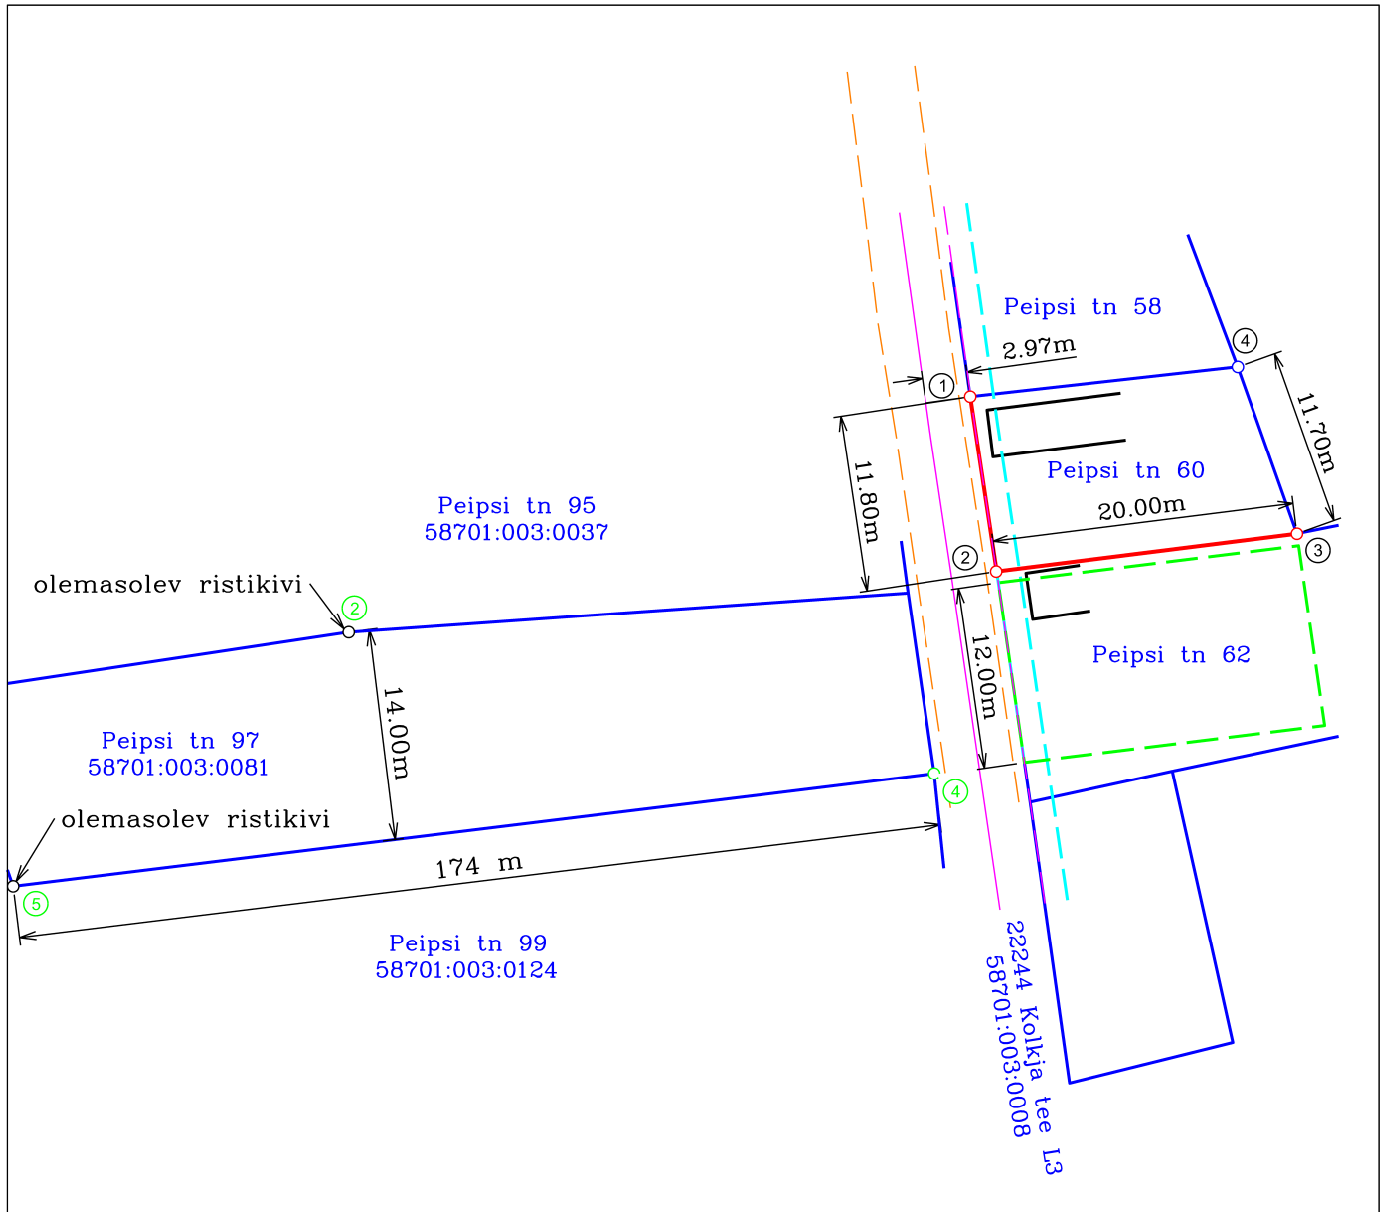 Peipsi tn 58
2.97m
4
1
11.70m
Peipsi tn 60
11.80m
20.00m
Peipsi tn 95
58701:003:0037
2
3
olemasolev ristikivi
2
12.00m
Peipsi tn 62
14.00m
Peipsi tn 97
58701:003:0081
4
olemasolev ristikivi
174 m
5
Peipsi tn 99
58701:003:0124
22244 Kolkja tee L3
58701:003:0008